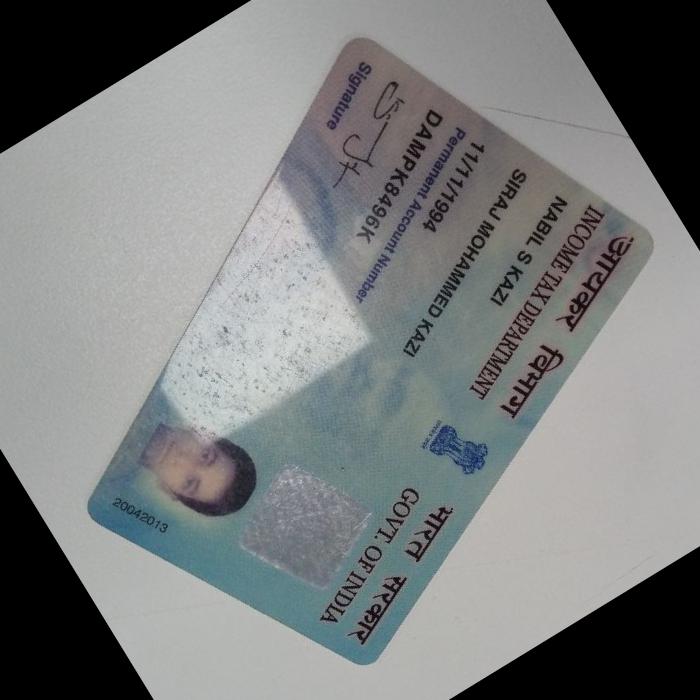 आयकर विभाग
INCOME TAX DEPARTMENT
भारत सरकार
GOVT. OF INDIA
NABIL S KAZI
SIRAJ MOHAMMED KAZI
11/11/1994
Permanent Account Number
DAMPK8496K
Signature
20042013